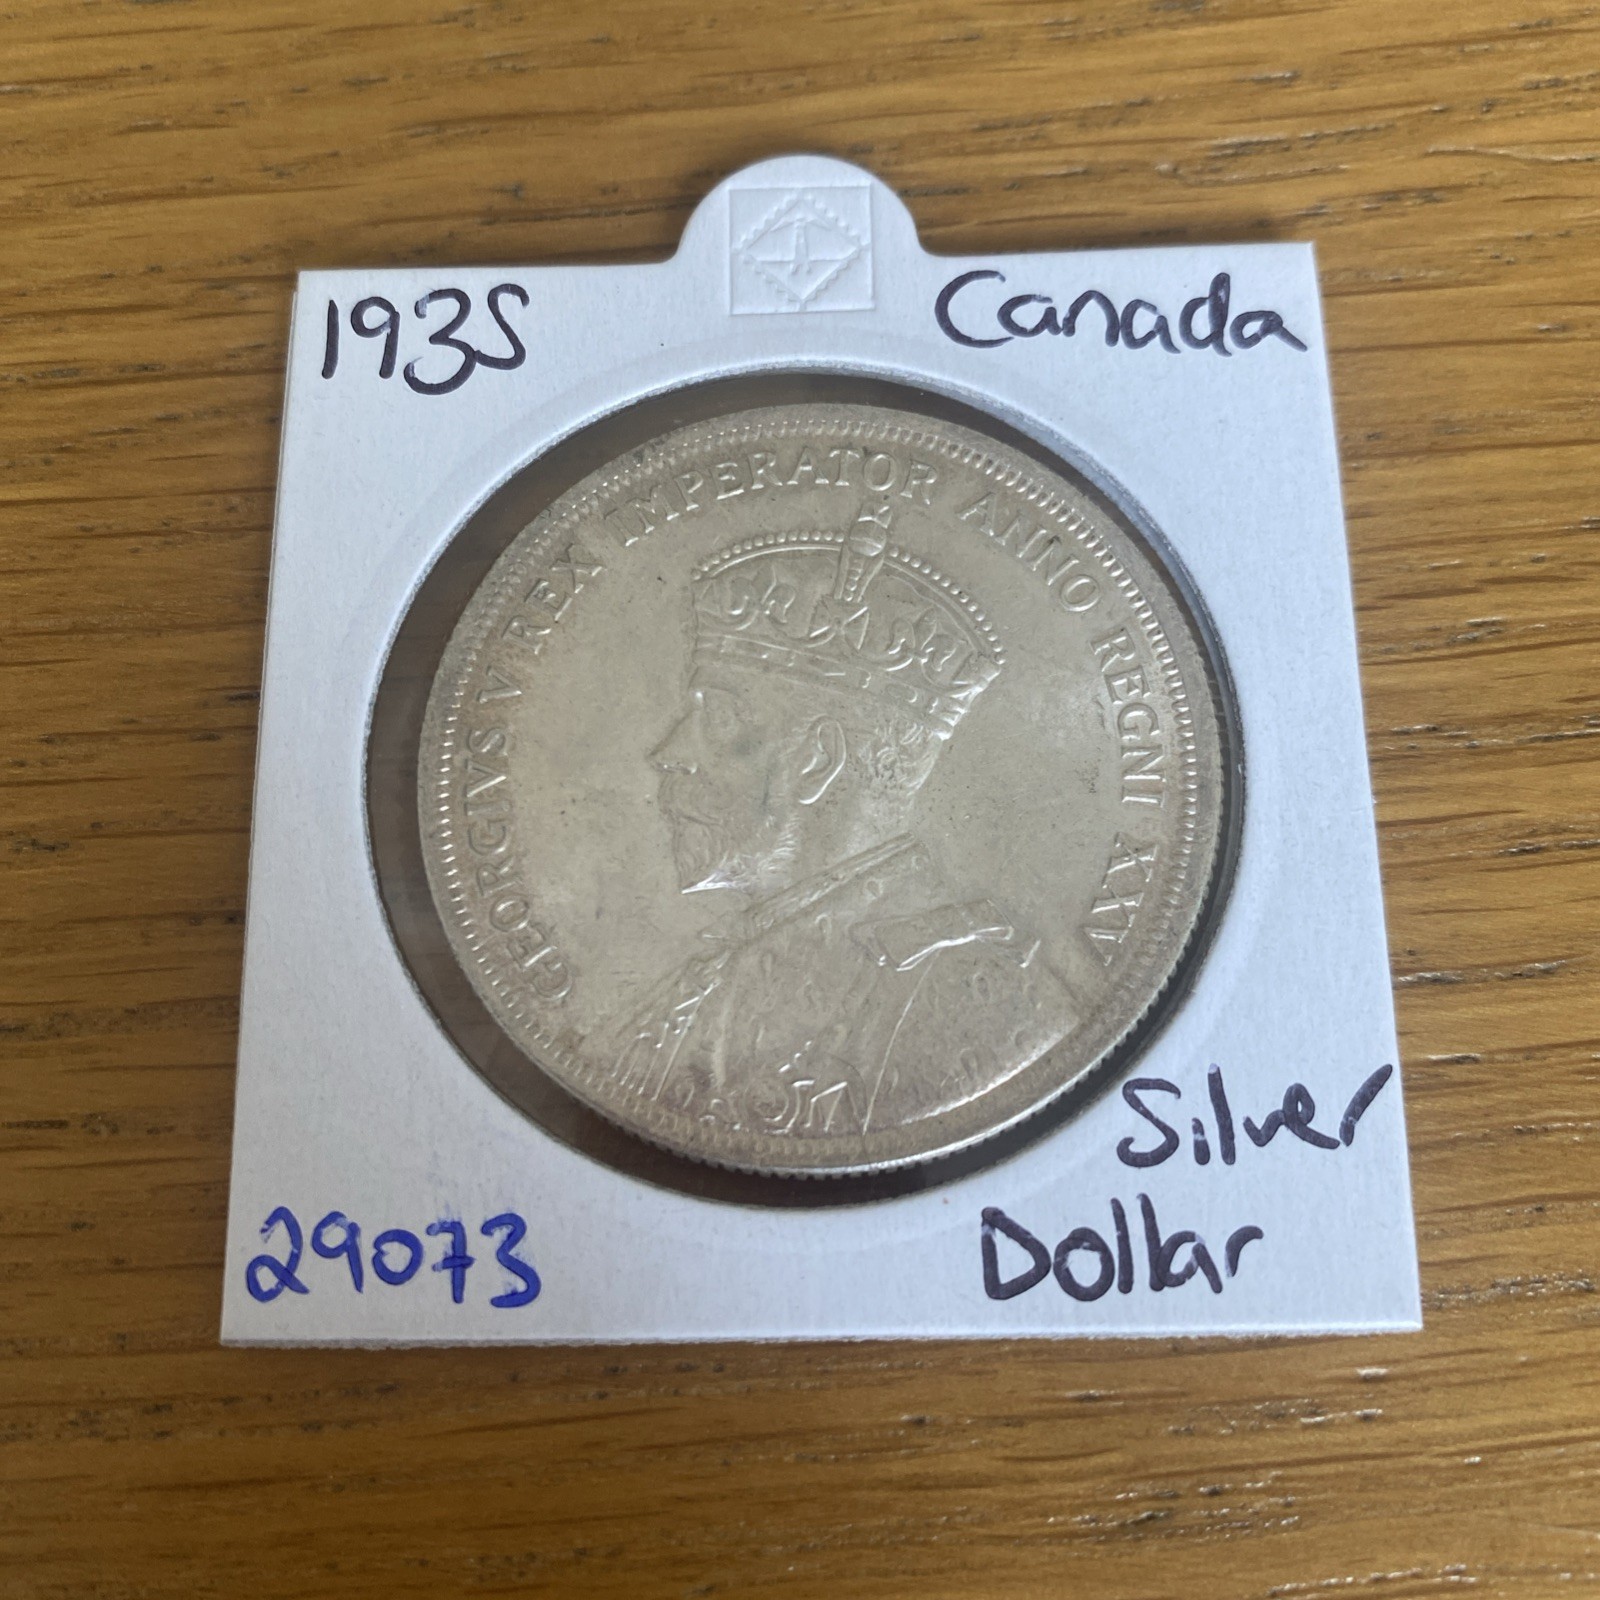 1935
Canada
GEORGIVS V REX IMPERATOR ANNO REGNI XXV
Silver
Dollar
29073